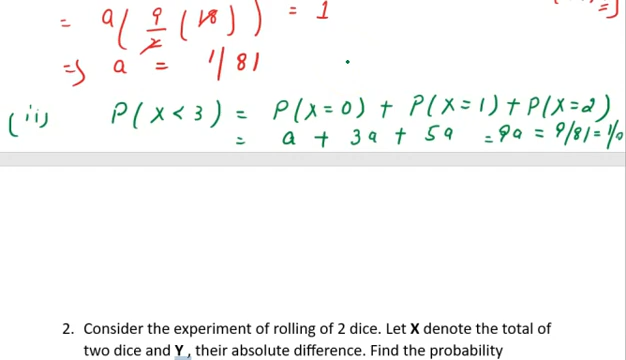 = a ( 9/2 (18) ) = 1
=> a = 1/81
(ii) P(X < 3) = P(X=0) + P(X=1) + P(X=2)
= a + 3a + 5a = 9a = 9/81 = 1/9
2. Consider the experiment of rolling of 2 dice. Let X denote the total of
two dice and Y, their absolute difference. Find the probability